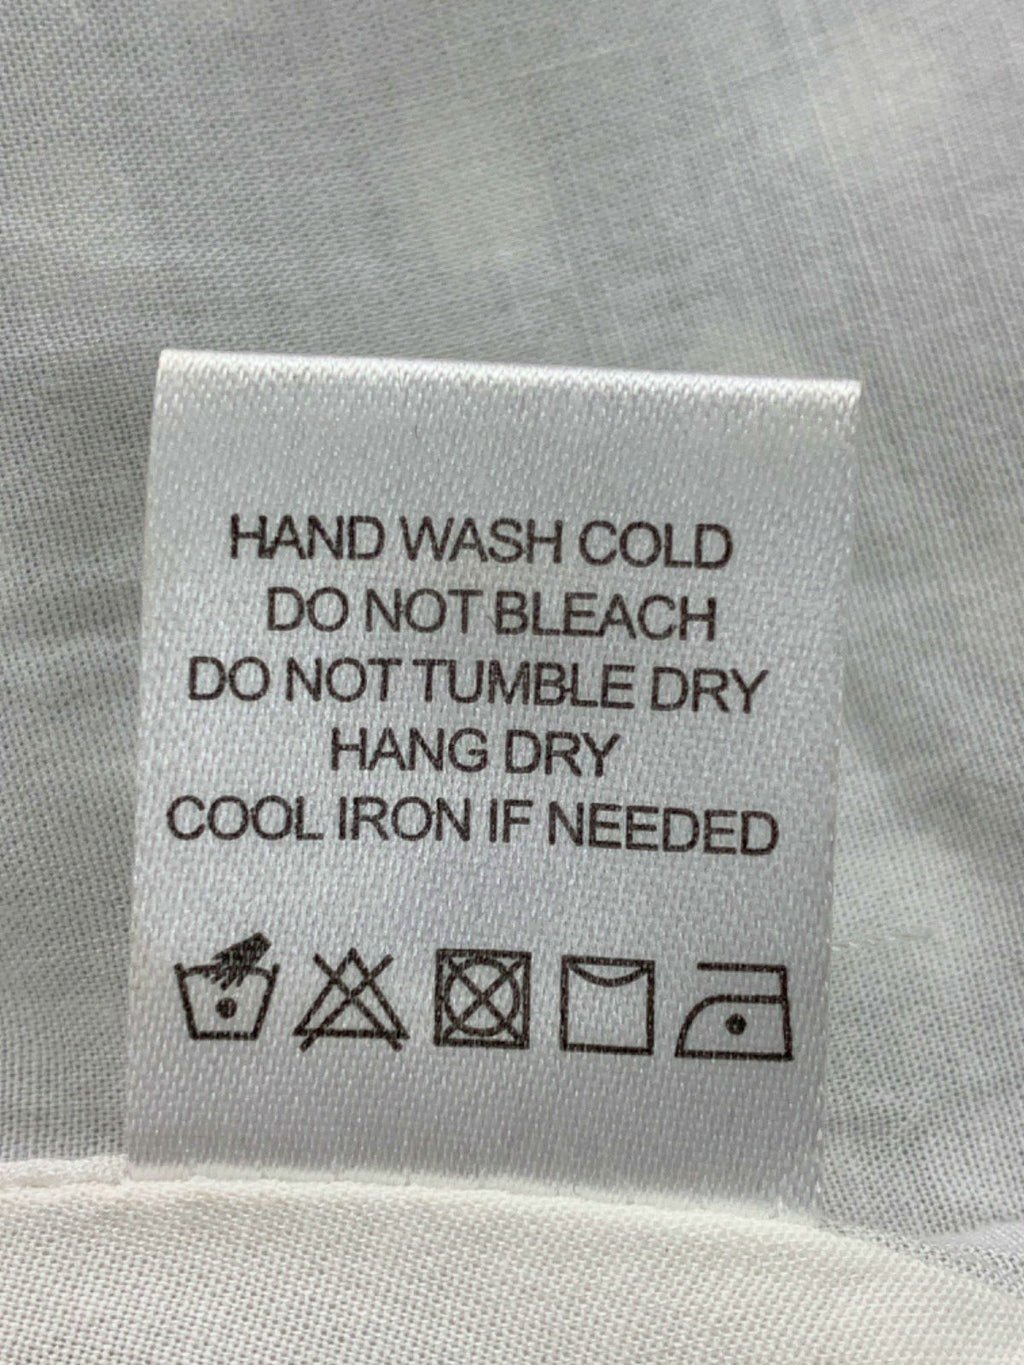 HAND WASH COLD
DO NOT BLEACH
DO NOT TUMBLE DRY
HANG DRY
COOL IRON IF NEEDED